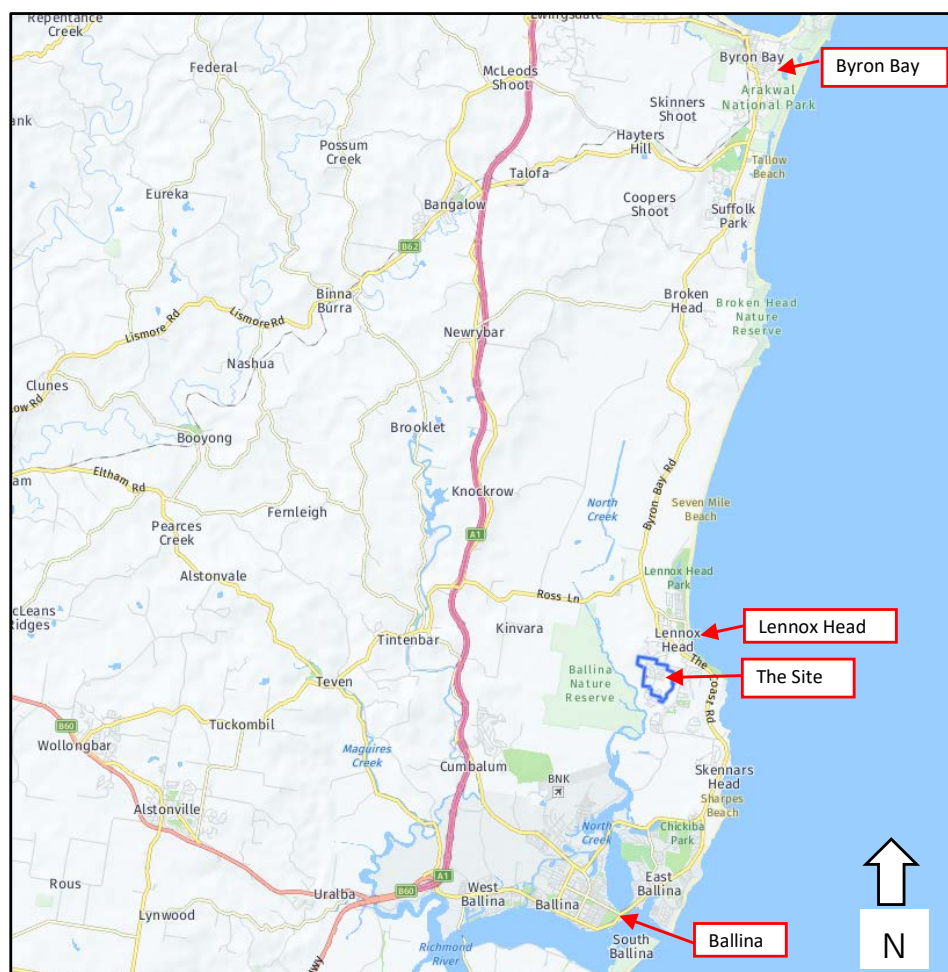 Repentance
Creek
Ewingsdale
Federal
McLeods
Shoot
Byron Bay
Byron Bay
Arakwal
National Park
Skinners
Shoot
Possum
Creek
Hayters
Hill
Talofa
Tallow
Beach
Eureka
Bangalow
Coopers
Shoot
Suffolk
Park
B62
Binna
Burra
Broken
Head
Broken Head
Nature
Reserve
Lismore Rd
Lismore Rd
Newrybar
Nashua
Clunes
Brooklet
Booyong
Byron Bay Rd
Eltham Rd
Knockrow
North
Creek
Seven Mile
Beach
Fernleigh
Pearces
Creek
A1
Alstonvale
Lennox Head
Park
Ross Ln
McLeans
Ridges
Tintenbar
Kinvara
Lennox
Head
Lennox Head
The Coast Rd
Ballina
Nature
Reserve
The Site
Teven
Tuckombil
B60
Wollongbar
Maguires
Creek
Cumbalum
BNK
Skennars
Head
Sharpes
Beach
Alstonville
North
Creek
Chickiba
Park
Rous
Uralba
A1
B60
West
Ballina
Ballina
East
Ballina
Lynwood
Richmond
River
South
Ballina
Ballina
N